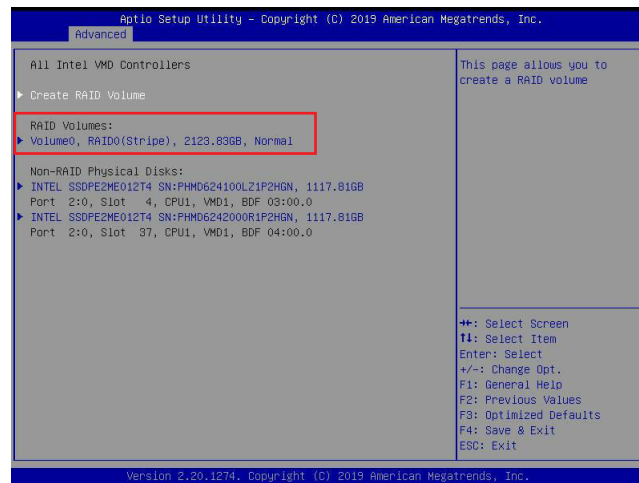 Aptio Setup Utility – Copyright (C) 2019 American Megatrends, Inc.
Advanced
All Intel VMD Controllers
This page allows you to
create a RAID volume
Create RAID Volume
RAID Volumes:
Volume0, RAID0(Stripe), 2123.83GB, Normal
Non-RAID Physical Disks:
INTEL SSDPE2ME012T4 SN:PHMD624100LZ1P2HGN, 1117.81GB
Port 2:0, Slot 4, CPU1, VMD1, BDF 03:00.0
INTEL SSDPE2ME012T4 SN:PHMD6242000R1P2HGN, 1117.81GB
Port 2:0, Slot 37, CPU1, VMD1, BDF 04:00.0
→←: Select Screen
↑↓: Select Item
Enter: Select
+/-: Change Opt.
F1: General Help
F2: Previous Values
F3: Optimized Defaults
F4: Save & Exit
ESC: Exit
Version 2.20.1274. Copyright (C) 2019 American Megatrends, Inc.